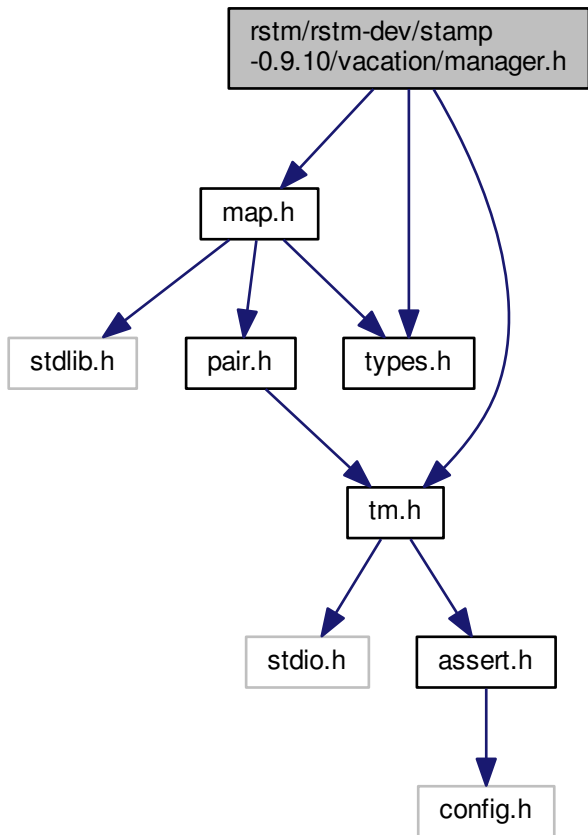 rstm/rstm-dev/stamp
-0.9.10/vacation/manager.h
map.h
stdlib.h
pair.h
types.h
tm.h
stdio.h
assert.h
config.h